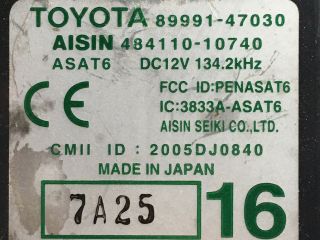 TOYOTA 89991-47030
AISIN 484110-10740
ASAT6 DC12V 134.2kHz
CE FCC ID:PENASAT6
IC:3833A-ASAT6
AISIN SEIKI CO.,LTD.
CMII ID : 2005DJ0840
MADE IN JAPAN
7A25 16